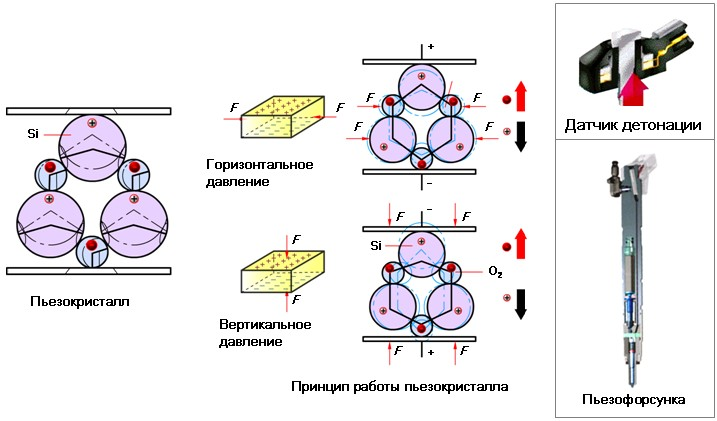 Si
Пьезокристалл
F
F
Горизонтальное
давление
F
F
Вертикальное
давление
+
F
F
F
F
−
F
−
F
Si
O₂
F
+
F
Принцип работы пьезокристалла
Датчик детонации
Пьезофорсунка